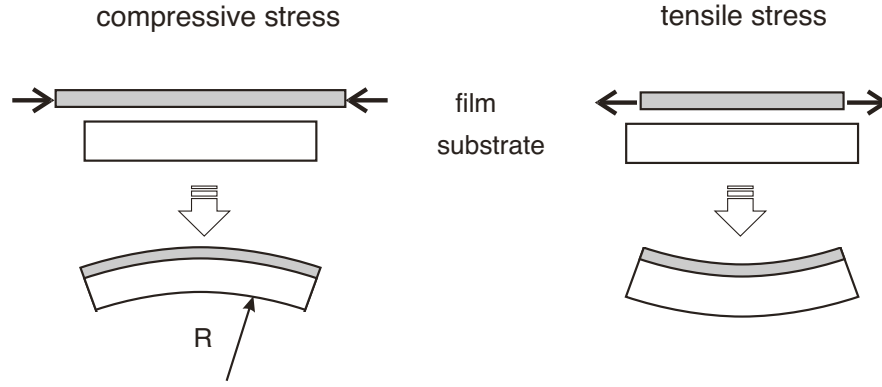 compressive stress
tensile stress
film
substrate
R